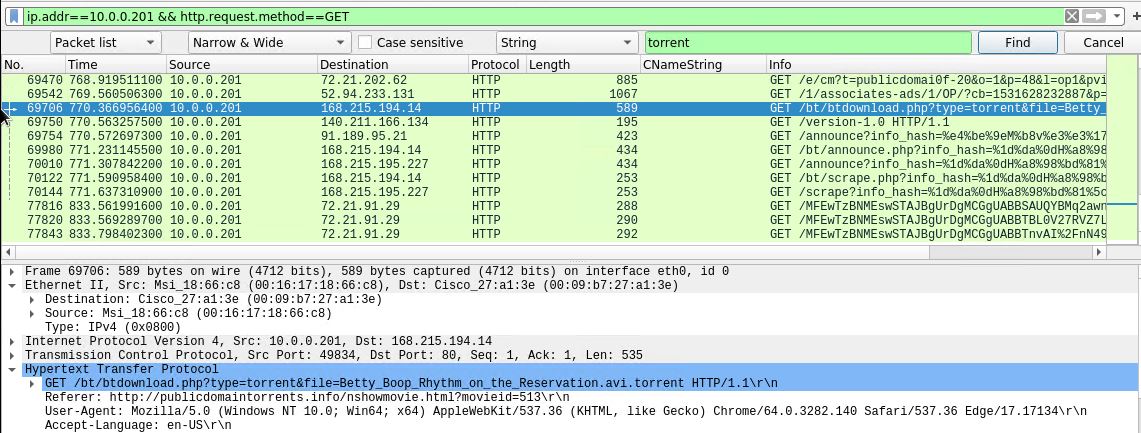 ip.addr==10.0.0.201 && http.request.method==GET
Packet list Narrow & Wide Case sensitive String torrent Find Cancel
No. Time Source Destination Protocol Length CNameString Info
69470 768.919511100 10.0.0.201 72.21.202.62 HTTP 885 GET /e/cm?t=publicdomai0f-20&o=1&p=48&l=op1&pvi
69542 769.560506300 10.0.0.201 52.94.233.131 HTTP 1067 GET /1/associates-ads/1/OP/?cb=1531628232887&p=
69706 770.366956400 10.0.0.201 168.215.194.14 HTTP 589 GET /bt/btdownload.php?type=torrent&file=Betty_
69750 770.563257500 10.0.0.201 140.211.166.134 HTTP 195 GET /version-1.0 HTTP/1.1
69754 770.572697300 10.0.0.201 91.189.95.21 HTTP 423 GET /announce?info_hash=%e4%be%9eM%b8v%e3%e3%17
69980 771.231145500 10.0.0.201 168.215.194.14 HTTP 434 GET /bt/announce.php?info_hash=%1d%da%0dH%a8%98
70010 771.307842200 10.0.0.201 168.215.195.227 HTTP 434 GET /announce?info_hash=%1d%da%0dH%a8%98%bd%81%
70122 771.590958400 10.0.0.201 168.215.194.14 HTTP 253 GET /bt/scrape.php?info_hash=%1d%da%0dH%a8%98%b
70144 771.637310900 10.0.0.201 168.215.195.227 HTTP 253 GET /scrape?info_hash=%1d%da%0dH%a8%98%bd%81%5c
77816 833.561991600 10.0.0.201 72.21.91.29 HTTP 288 GET /MFEwTzBNMEswSTAJBgUrDgMCGgUABBSAUQYBMq2awn
77820 833.569289700 10.0.0.201 72.21.91.29 HTTP 290 GET /MFEwTzBNMEswSTAJBgUrDgMCGgUABBTBL0V27RVZ7L
77843 833.798402300 10.0.0.201 72.21.91.29 HTTP 292 GET /MFEwTzBNMEswSTAJBgUrDgMCGgUABBTnvAI%2FnN49
Frame 69706: 589 bytes on wire (4712 bits), 589 bytes captured (4712 bits) on interface eth0, id 0
Ethernet II, Src: Msi_18:66:c8 (00:16:17:18:66:c8), Dst: Cisco_27:a1:3e (00:09:b7:27:a1:3e)
Destination: Cisco_27:a1:3e (00:09:b7:27:a1:3e)
Source: Msi_18:66:c8 (00:16:17:18:66:c8)
Type: IPv4 (0x0800)
Internet Protocol Version 4, Src: 10.0.0.201, Dst: 168.215.194.14
Transmission Control Protocol, Src Port: 49834, Dst Port: 80, Seq: 1, Ack: 1, Len: 535
Hypertext Transfer Protocol
GET /bt/btdownload.php?type=torrent&file=Betty_Boop_Rhythm_on_the_Reservation.avi.torrent HTTP/1.1\r\n
Referer: http://publicdomaintorrents.info/nshowmovie.html?movieid=513\r\n
User-Agent: Mozilla/5.0 (Windows NT 10.0; Win64; x64) AppleWebKit/537.36 (KHTML, like Gecko) Chrome/64.0.3282.140 Safari/537.36 Edge/17.17134\r\n
Accept-Language: en-US\r\n